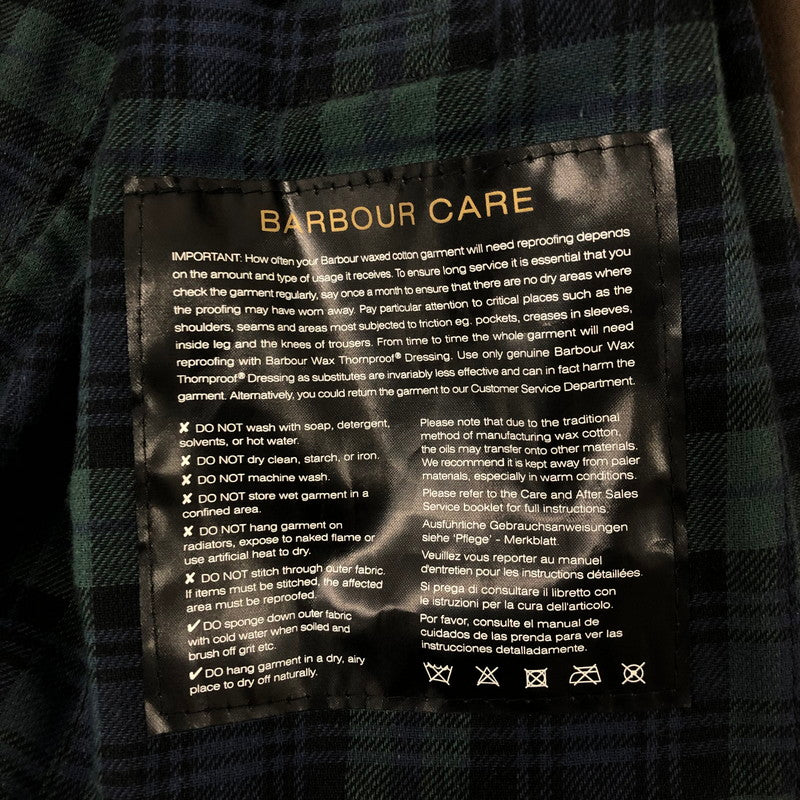 BARBOUR CARE
IMPORTANT: How often your Barbour waxed cotton garment will need reproofing depends
on the amount and type of usage it receives. To ensure long service it is essential that you
check the garment regularly, say once a month to ensure that there are no dry areas where
the proofing may have worn away. Pay particular attention to critical places such as the
shoulders, seams and areas most subjected to friction eg. pockets, creases in sleeves,
inside leg and the knees of trousers. From time to time the whole garment will need
reproofing with Barbour Wax Thornproof® Dressing. Use only genuine Barbour Wax
Thornproof® Dressing as substitutes are invariably less effective and can in fact harm the
garment. Alternatively, you could return the garment to our Customer Service Department.
✘ DO NOT wash with soap, detergent,
solvents, or hot water.
✘ DO NOT dry clean, starch, or iron.
✘ DO NOT machine wash.
✘ DO NOT store wet garment in a
confined area.
✘ DO NOT hang garment on
radiators, expose to naked flame or
use artificial heat to dry.
✘ DO NOT stitch through outer fabric.
If items must be stitched, the affected
area must be reproofed.
✔ DO sponge down outer fabric
with cold water when soiled and
brush off grit etc.
✔ DO hang garment in a dry, airy
place to dry off naturally.
Please note that due to the traditional
method of manufacturing wax cotton,
the oils may transfer onto other materials.
We recommend it is kept away from paler
materials, especially in warm conditions.
Please refer to the Care and After Sales
Service booklet for full instructions.
Ausführliche Gebrauchsanweisungen
siehe 'Pflege' - Merkblatt.
Veuillez vous reporter au manuel
d'entretien pour les instructions détaillées.
Si prega di consultare il libretto con
le istruzioni per la cura dell'articolo.
Por favor, consulte el manual de
cuidados de las prenda para ver las
instrucciones detalladamente.